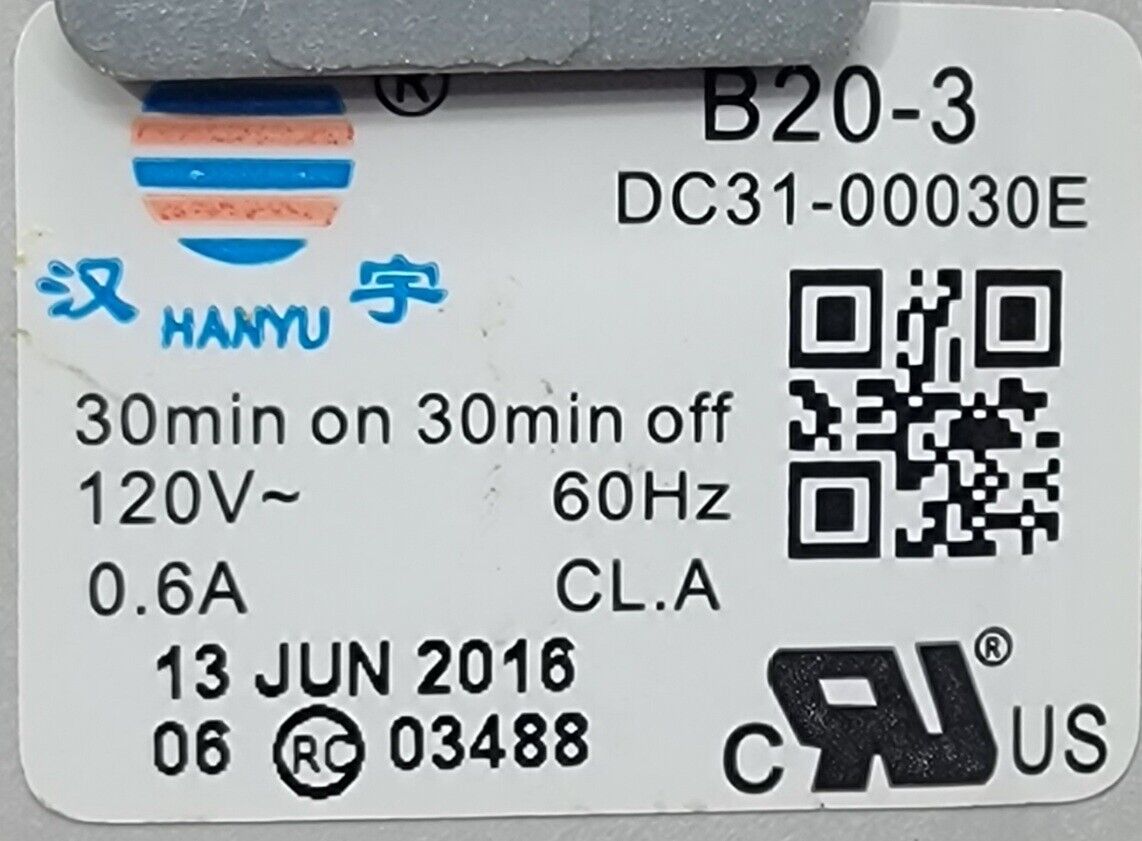 ®
B20-3
DC31-00030E
汉 宇
HANYU
30min on 30min off
120V~ 60Hz
0.6A CL.A
13 JUN 2016
06 RC 03488
C RU ® US